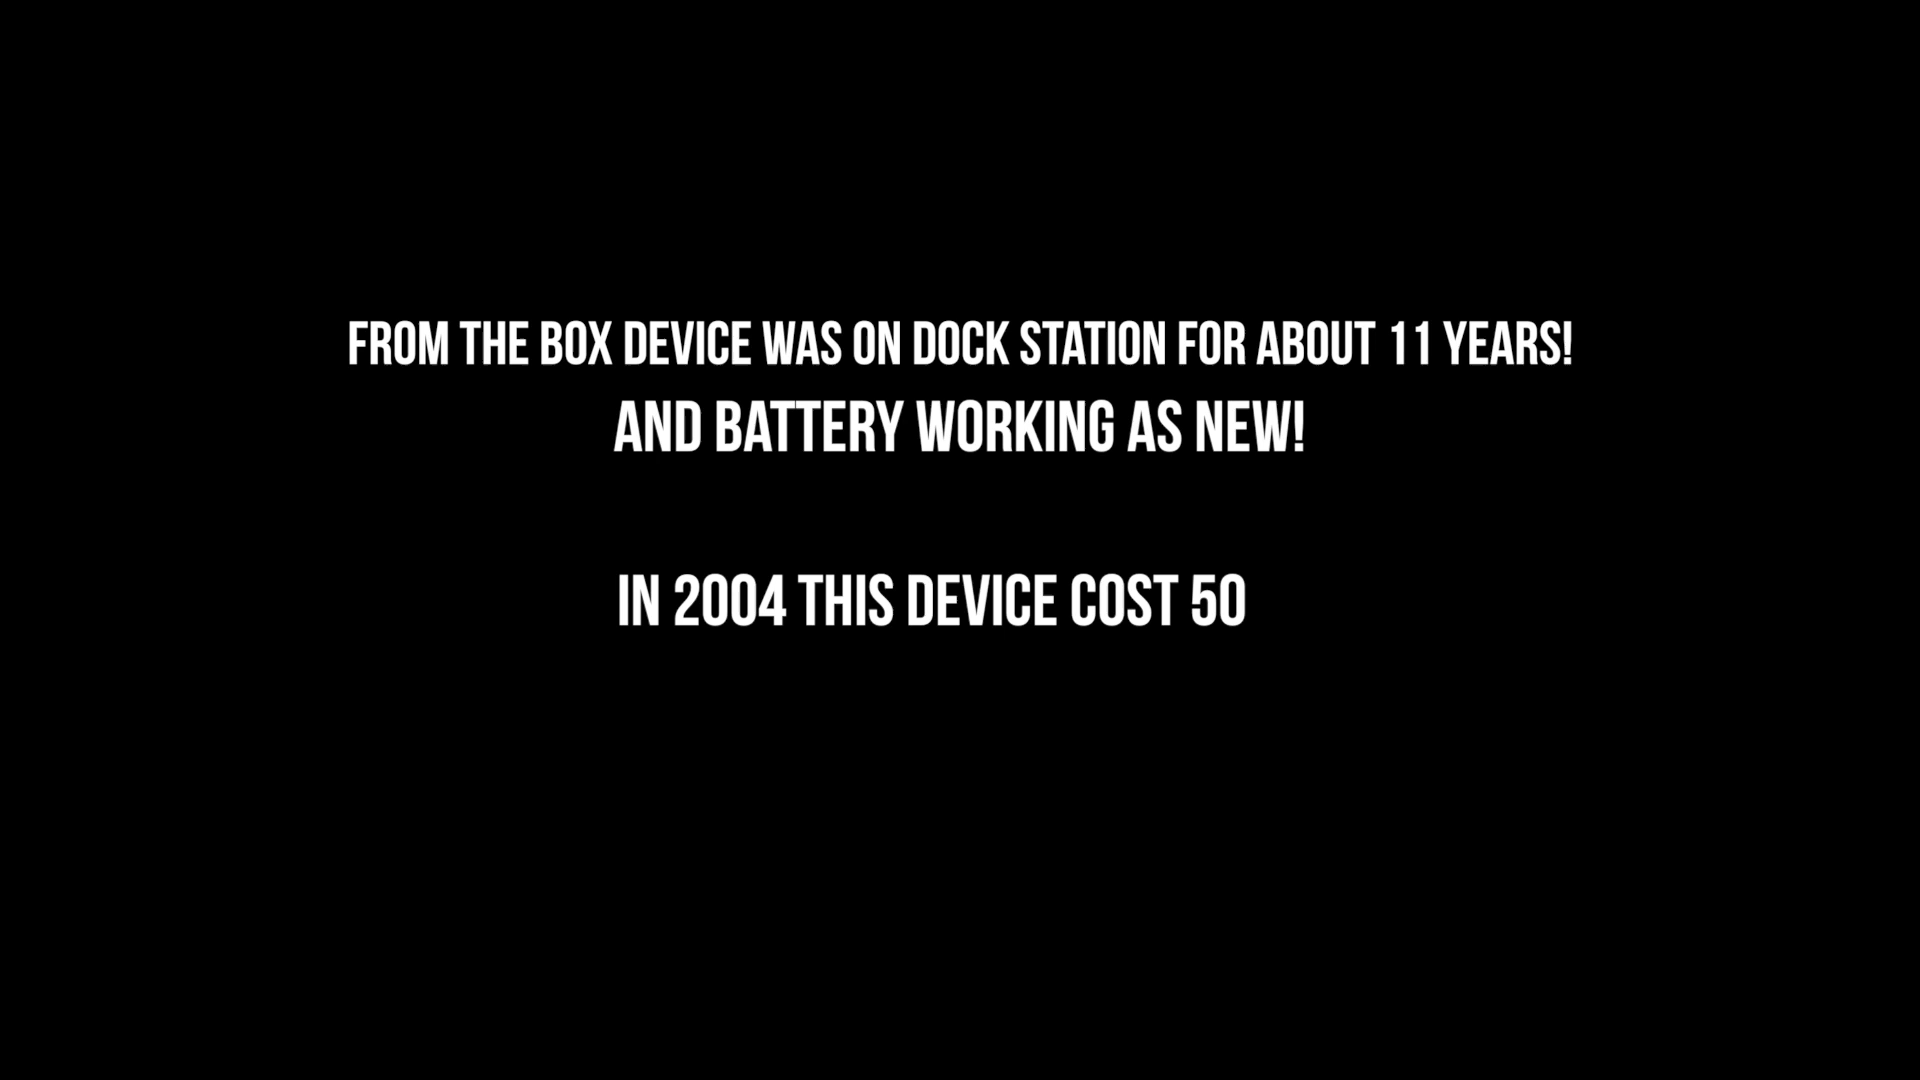 FROM THE BOX DEVICE WAS ON DOCK STATION FOR ABOUT 11 YEARS!
AND BATTERY WORKING AS NEW!
IN 2004 THIS DEVICE COST 50